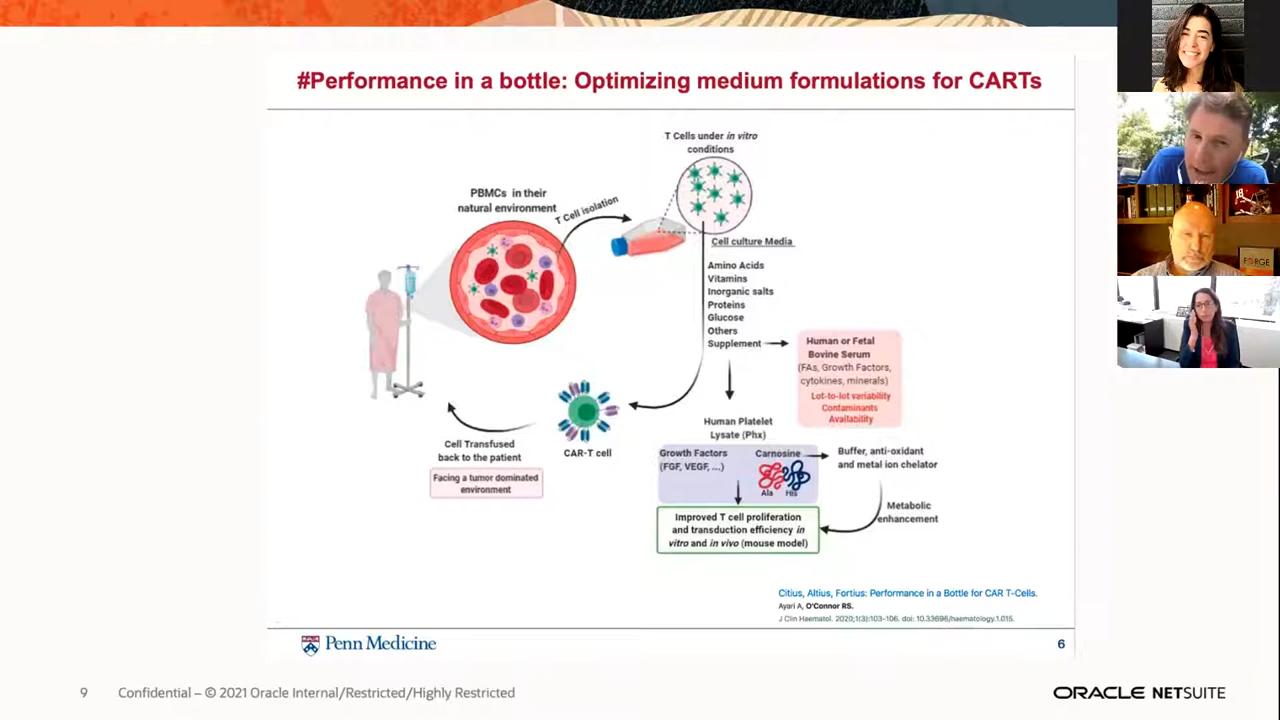 #Performance in a bottle: Optimizing medium formulations for CARTs
T Cells under in vitro
conditions
PBMCs in their
natural environment
T Cell isolation
Cell culture Media
Amino Acids
Vitamins
Inorganic salts
Proteins
Glucose
Others
Supplement
Human or Fetal
Bovine Serum
(FAs, Growth Factors,
cytokines, minerals)
Lot-to-lot variability
Contaminants
Availability
Human Platelet
Lysate (Phx)
Growth Factors
(FGF, VEGF, ...)
Carnosine
Ala His
Buffer, anti-oxidant
and metal ion chelator
Metabolic
enhancement
Improved T cell proliferation
and transduction efficiency in
vitro and in vivo (mouse model)
CAR-T cell
Cell Transfused
back to the patient
Facing a tumor dominated
environment
Citius, Altius, Fortius: Performance in a Bottle for CAR T-Cells.
Ayari A, O'Connor RS.
J Clin Haematol. 2020;1(3):103-106. doi: 10.33696/haematology.1.015.
Penn Medicine
6
9 Confidential – © 2021 Oracle Internal/Restricted/Highly Restricted
ORACLE NETSUITE
FORGE